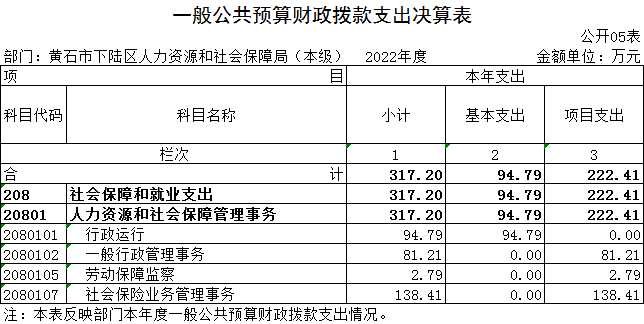 一般公共预算财政拨款支出决算表
公开05表
部门：黄石市下陆区人力资源和社会保障局（本级） 2022年度 金额单位：万元
项 目 本年支出
科目代码 科目名称 小计 基本支出 项目支出
栏次 1 2 3
合 计 317.20 94.79 222.41
208 社会保障和就业支出 317.20 94.79 222.41
20801 人力资源和社会保障管理事务 317.20 94.79 222.41
2080101 行政运行 94.79 94.79 0.00
2080102 一般行政管理事务 81.21 0.00 81.21
2080105 劳动保障监察 2.79 0.00 2.79
2080107 社会保险业务管理事务 138.41 0.00 138.41
注：本表反映部门本年度一般公共预算财政拨款支出情况。